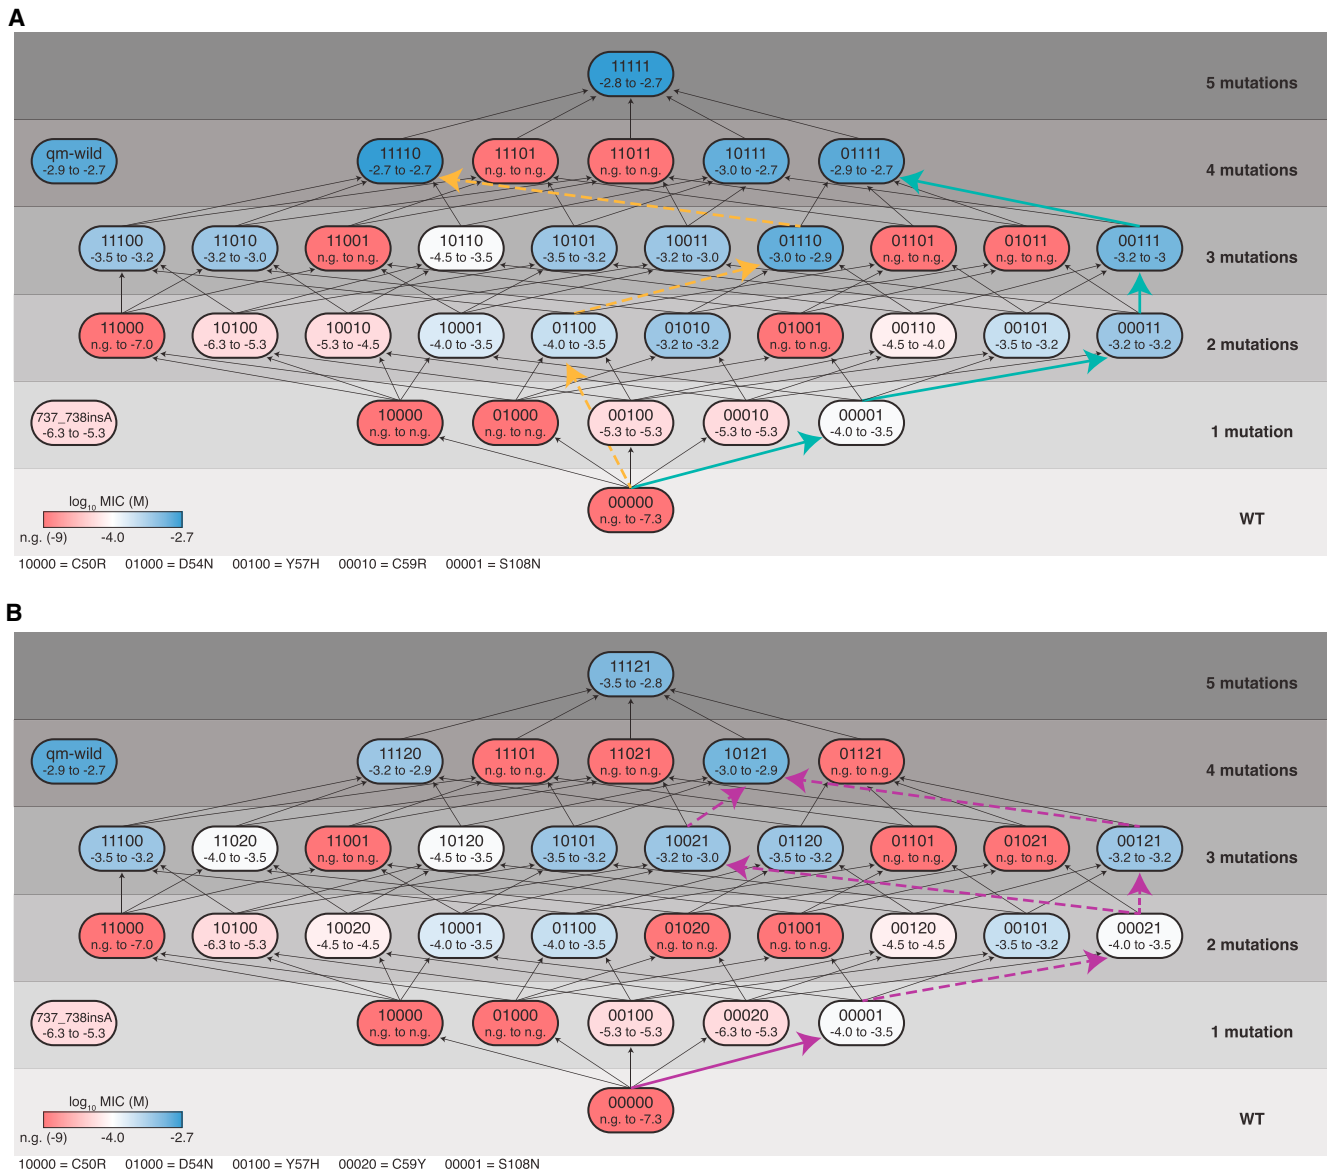 A
11111
-2.8 to -2.7
5 mutations
qm-wild
-2.9 to -2.7
11110
-2.7 to -2.7
11101
n.g. to n.g.
11011
n.g. to n.g.
10111
-3.0 to -2.7
01111
-2.9 to -2.7
4 mutations
11100
-3.5 to -3.2
11010
-3.2 to -3.0
11001
n.g. to n.g.
10110
-4.5 to -3.5
10101
-3.5 to -3.2
10011
-3.2 to -3.0
01110
-3.0 to -2.9
01101
n.g. to n.g.
01011
n.g. to n.g.
00111
-3.2 to -3
3 mutations
11000
n.g. to -7.0
10100
-6.3 to -5.3
10010
-5.3 to -4.5
10001
-4.0 to -3.5
01100
-4.0 to -3.5
01010
-3.2 to -3.2
01001
n.g. to n.g.
00110
-4.5 to -4.0
00101
-3.5 to -3.2
00011
-3.2 to -3.2
2 mutations
737_738insA
-6.3 to -5.3
10000
n.g. to n.g.
01000
n.g. to n.g.
00100
-5.3 to -5.3
00010
-5.3 to -5.3
00001
-4.0 to -3.5
1 mutation
00000
n.g. to -7.3
WT
log10 MIC (M)
n.g. (-9) -4.0 -2.7
10000 = C50R 01000 = D54N 00100 = Y57H 00010 = C59R 00001 = S108N
B
11121
-3.5 to -2.8
5 mutations
qm-wild
-2.9 to -2.7
11120
-3.2 to -2.9
11101
n.g. to n.g.
11021
n.g. to n.g.
10121
-3.0 to -2.9
01121
n.g. to n.g.
4 mutations
11100
-3.5 to -3.2
11020
-4.0 to -3.5
11001
n.g. to n.g.
10120
-4.5 to -3.5
10101
-3.5 to -3.2
10021
-3.2 to -3.0
01120
-3.5 to -3.2
01101
n.g. to n.g.
01021
n.g. to n.g.
00121
-3.2 to -3.2
3 mutations
11000
n.g. to -7.0
10100
-6.3 to -5.3
10020
-4.5 to -4.5
10001
-4.0 to -3.5
01100
-4.0 to -3.5
01020
n.g. to n.g.
01001
n.g. to n.g.
00120
-4.5 to -4.5
00101
-3.5 to -3.2
00021
-4.0 to -3.5
2 mutations
737_738insA
-6.3 to -5.3
10000
n.g. to n.g.
01000
n.g. to n.g.
00100
-5.3 to -5.3
00020
-6.3 to -5.3
00001
-4.0 to -3.5
1 mutation
00000
n.g. to -7.3
WT
log10 MIC (M)
n.g. (-9) -4.0 -2.7
10000 = C50R 01000 = D54N 00100 = Y57H 00020 = C59Y 00001 = S108N